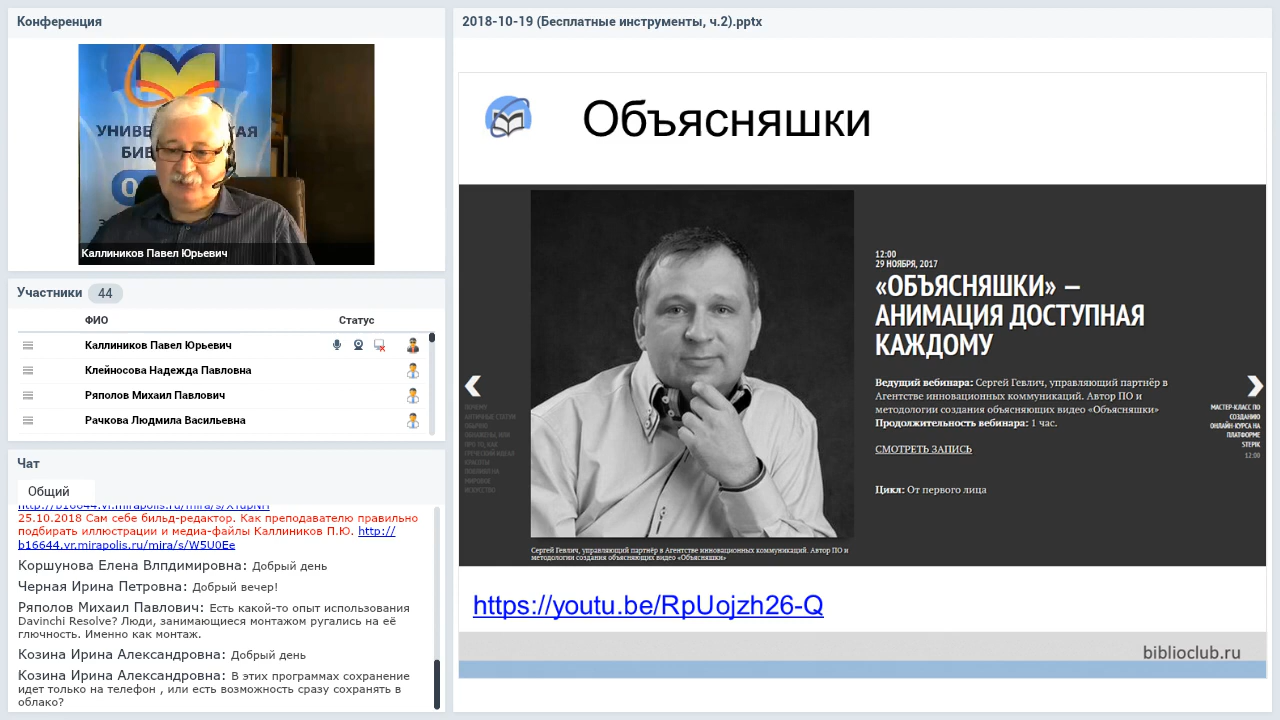 Конференция
УНИВЕ
КАЯ
БИБ
Каллиников Павел Юрьевич
Участники 44
ФИО Статус
Каллиников Павел Юрьевич
Клейносова Надежда Павловна
Ряполов Михаил Павлович
Рачкова Людмила Васильевна
Чат
Общий
25.10.2018 Сам себе бильд-редактор. Как преподавателю правильно
подбирать иллюстрации и медиа-файлы Каллиников П.Ю. http://
b16644.vr.mirapolis.ru/mira/s/W5U0Ee
Коршунова Елена Влпдимировна: Добрый день
Черная Ирина Петровна: Добрый вечер!
Ряполов Михаил Павлович: Есть какой-то опыт использования
Davinchi Resolve? Люди, занимающиеся монтажом ругались на её
глючность. Именно как монтаж.
Козина Ирина Александровна: Добрый день
Козина Ирина Александровна: В этих программах сохранение
идет только на телефон , или есть возможность сразу сохранять в
облако?
2018-10-19 (Бесплатные инструменты, ч.2).pptx
Объясняшки
12:00
29 НОЯБРЯ, 2017
«ОБЪЯСНЯШКИ» —
АНИМАЦИЯ ДОСТУПНАЯ
КАЖДОМУ
Ведущий вебинара: Сергей Гевлич, управляющий партнёр в
Агентстве инновационных коммуникаций. Автор ПО и
методологии создания объясняющих видео «Объясняшки»
Продолжительность вебинара: 1 час.
СМОТРЕТЬ ЗАПИСЬ
Цикл: От первого лица
МАСТЕР-КЛАСС ПО
СОЗДАНИЮ
ОНЛАЙН-КУРСА НА
ПЛАТФОРМЕ
STEPIK
12:00
Сергей Гевлич, управляющий партнёр в Агентстве инновационных коммуникаций. Автор ПО и
методологии создания объясняющих видео «Объясняшки»
https://youtu.be/RpUojzh26-Q
biblioclub.ru